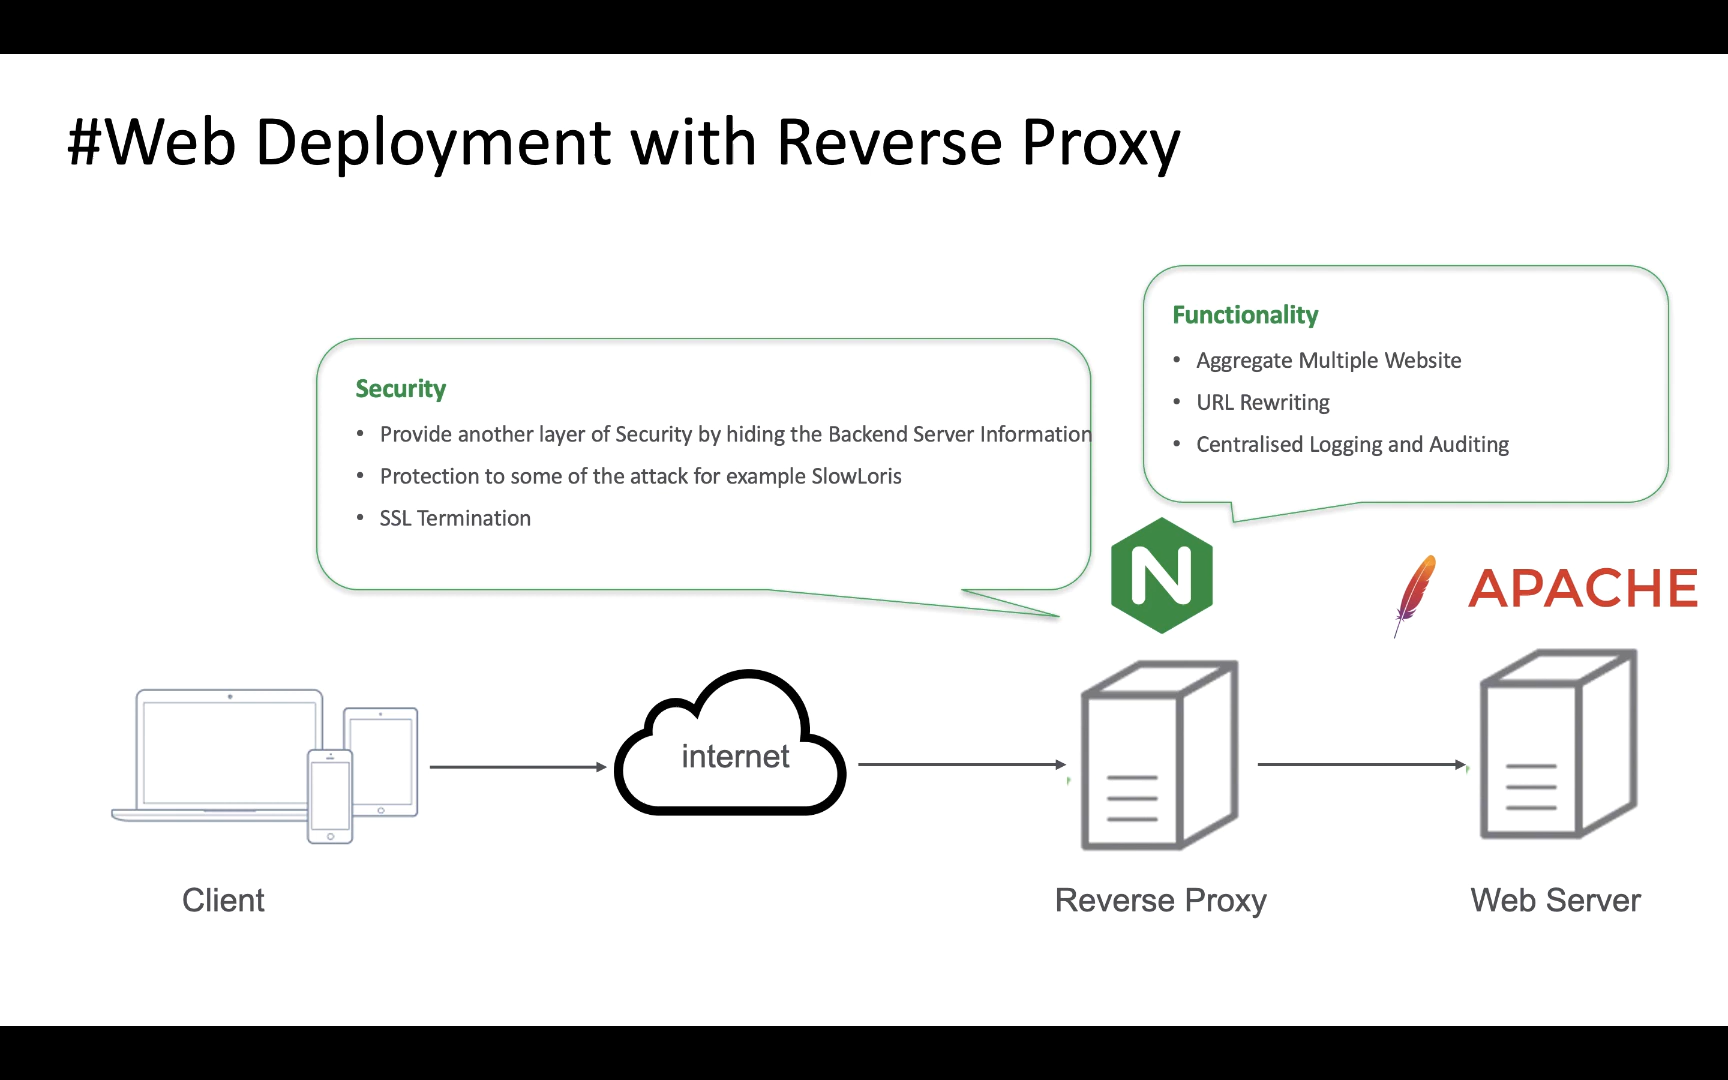 #Web Deployment with Reverse Proxy
Functionality
• Aggregate Multiple Website
• URL Rewriting
• Centralised Logging and Auditing
Security
• Provide another layer of Security by hiding the Backend Server Information
• Protection to some of the attack for example SlowLoris
• SSL Termination
N
APACHE
internet
Client
Reverse Proxy
Web Server